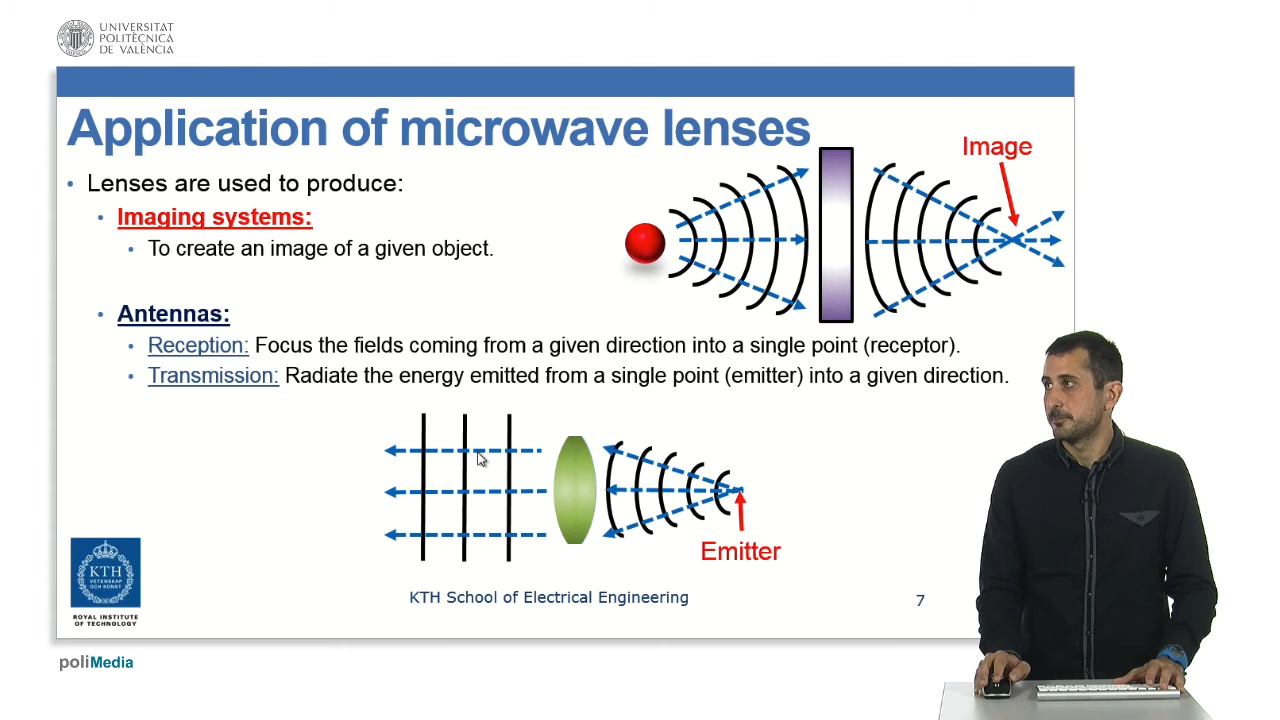 UNIVERSITAT
POLITÈCNICA
DE VALÈNCIA
Application of microwave lenses
• Lenses are used to produce:
• Imaging systems:
• To create an image of a given object.
Image
• Antennas:
• Reception: Focus the fields coming from a given direction into a single point (receptor).
• Transmission: Radiate the energy emitted from a single point (emitter) into a given direction.
Emitter
KTH
VETENSKAP
OCH KONST
ROYAL INSTITUTE
OF TECHNOLOGY
KTH School of Electrical Engineering
7
poliMedia